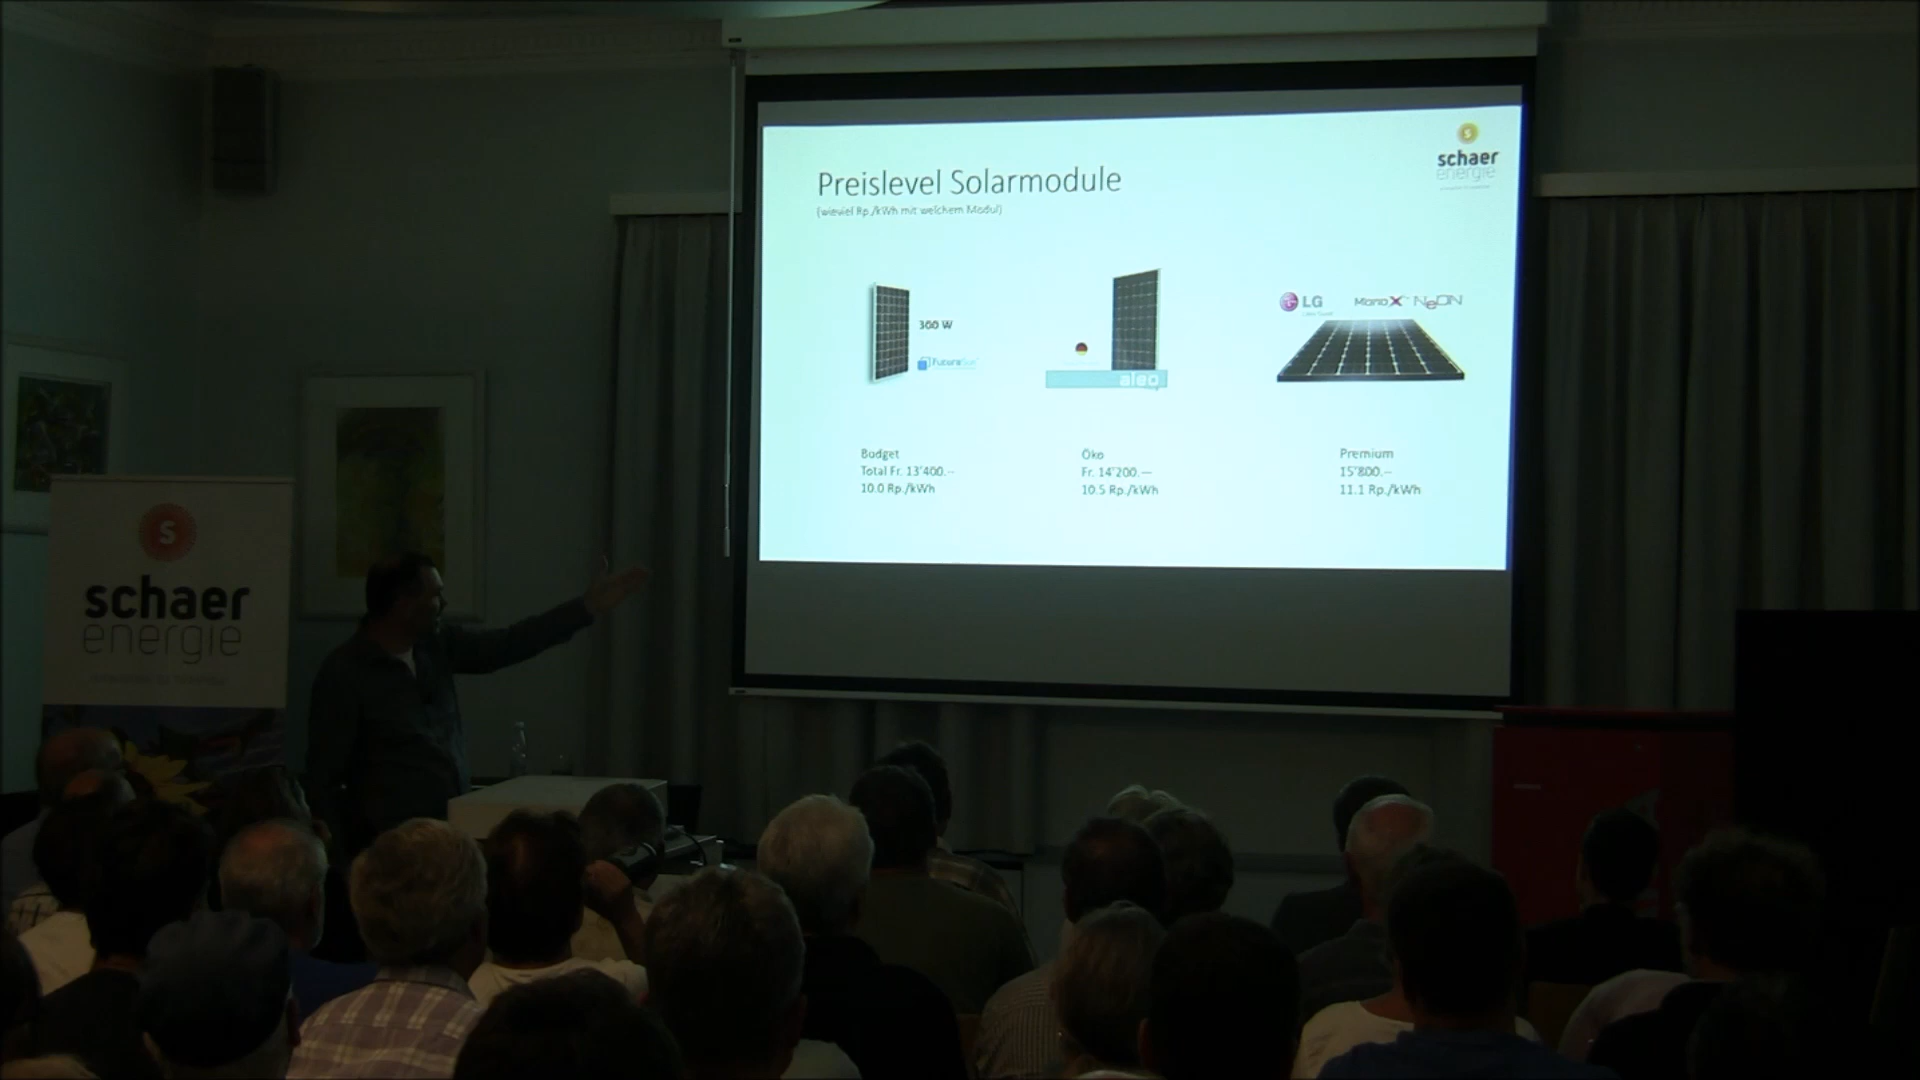 schaer
energie
Preislevel Solarmodule
(wieviel Rp./kWh mit welchem Modul)
360 W
FutureSun
aleo
LG
Mono X NeON
Budget
Total Fr. 13'400.--
10.0 Rp./kWh
Öko
Fr. 14'200.—
10.5 Rp./kWh
Premium
15'800.--
11.1 Rp./kWh
S
schaer
energie